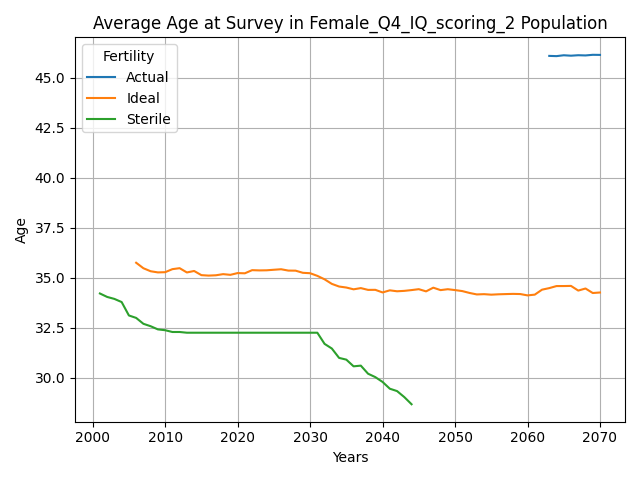 Average Age at Survey in Female_Q4_IQ_scoring_2 Population
Fertility
Actual
Ideal
Sterile
45.0
42.5
40.0
37.5
35.0
32.5
30.0
Age
2000 2010 2020 2030 2040 2050 2060 2070
Years